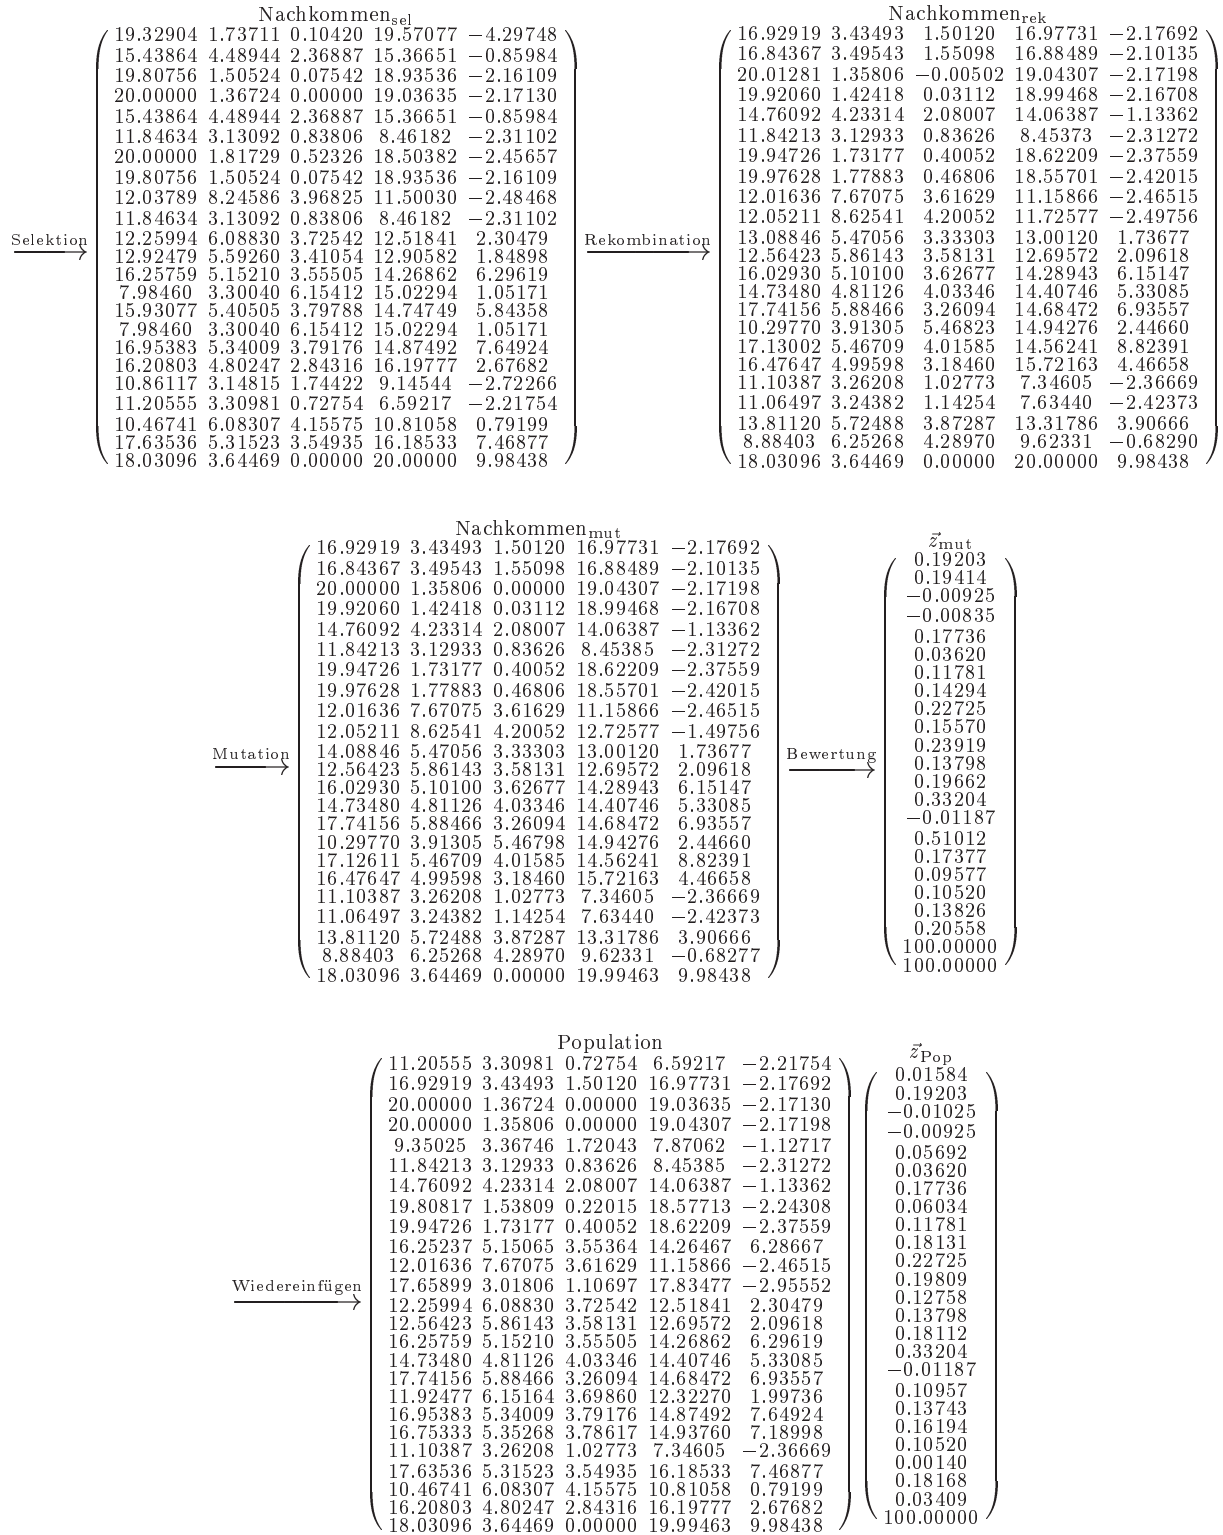 Nachkommen_sel
19.32904 1.73711 0.10420 19.57077 −4.29748
15.43864 4.48944 2.36887 15.36651 −0.85984
19.80756 1.50524 0.07542 18.93536 −2.16109
20.00000 1.36724 0.00000 19.03635 −2.17130
15.43864 4.48944 2.36887 15.36651 −0.85984
11.84634 3.13092 0.83806 8.46182 −2.31102
20.00000 1.81729 0.52326 18.50382 −2.45657
19.80756 1.50524 0.07542 18.93536 −2.16109
12.03789 8.24586 3.96825 11.50030 −2.48468
11.84634 3.13092 0.83806 8.46182 −2.31102
Selektion
12.25994 6.08830 3.72542 12.51841 2.30479
12.92479 5.59260 3.41054 12.90582 1.84898
16.25759 5.15210 3.55505 14.26862 6.29619
7.98460 3.30040 6.15412 15.02294 1.05171
15.93077 5.40505 3.79788 14.74749 5.84358
7.98460 3.30040 6.15412 15.02294 1.05171
16.95383 5.34009 3.79176 14.87492 7.64924
16.20803 4.80247 2.84316 16.19777 2.67682
10.86117 3.14815 1.74422 9.14544 −2.72266
11.20555 3.30981 0.72754 6.59217 −2.21754
10.46741 6.08307 4.15575 10.81058 0.79199
17.63536 5.31523 3.54935 16.18533 7.46877
18.03096 3.64469 0.00000 20.00000 9.98438
Nachkommen_rek
16.92919 3.43493 1.50120 16.97731 −2.17692
16.84367 3.49543 1.55098 16.88489 −2.10135
20.01281 1.35806 −0.00502 19.04307 −2.17198
19.92060 1.42418 0.03112 18.99468 −2.16708
14.76092 4.23314 2.08007 14.06387 −1.13362
11.84213 3.12933 0.83626 8.45373 −2.31272
19.94726 1.73177 0.40052 18.62209 −2.37559
19.97628 1.77883 0.46806 18.55701 −2.42015
12.01636 7.67075 3.61629 11.15866 −2.46515
12.05211 8.62541 4.20052 11.72577 −2.49756
Rekombination
13.08846 5.47056 3.33303 13.00120 1.73677
12.56423 5.86143 3.58131 12.69572 2.09618
16.02930 5.10100 3.62677 14.28943 6.15147
14.73480 4.81126 4.03346 14.40746 5.33085
17.74156 5.88466 3.26094 14.68472 6.93557
10.29770 3.91305 5.46823 14.94276 2.44660
17.13002 5.46709 4.01585 14.56241 8.82391
16.47647 4.99598 3.18460 15.72163 4.46658
11.10387 3.26208 1.02773 7.34605 −2.36669
11.06497 3.24382 1.14254 7.63440 −2.42373
13.81120 5.72488 3.87287 13.31786 3.90666
8.88403 6.25268 4.28970 9.62331 −0.68290
18.03096 3.64469 0.00000 20.00000 9.98438
Nachkommen_mut
16.92919 3.43493 1.50120 16.97731 −2.17692
16.84367 3.49543 1.55098 16.88489 −2.10135
20.00000 1.35806 0.00000 19.04307 −2.17198
19.92060 1.42418 0.03112 18.99468 −2.16708
14.76092 4.23314 2.08007 14.06387 −1.13362
11.84213 3.12933 0.83626 8.45385 −2.31272
19.94726 1.73177 0.40052 18.62209 −2.37559
19.97628 1.77883 0.46806 18.55701 −2.42015
12.01636 7.67075 3.61629 11.15866 −2.46515
12.05211 8.62541 4.20052 12.72577 −1.49756
Mutation
14.08846 5.47056 3.33303 13.00120 1.73677
12.56423 5.86143 3.58131 12.69572 2.09618
16.02930 5.10100 3.62677 14.28943 6.15147
14.73480 4.81126 4.03346 14.40746 5.33085
17.74156 5.88466 3.26094 14.68472 6.93557
10.29770 3.91305 5.46798 14.94276 2.44660
17.12611 5.46709 4.01585 14.56241 8.82391
16.47647 4.99598 3.18460 15.72163 4.46658
11.10387 3.26208 1.02773 7.34605 −2.36669
11.06497 3.24382 1.14254 7.63440 −2.42373
13.81120 5.72488 3.87287 13.31786 3.90666
8.88403 6.25268 4.28970 9.62331 −0.68277
18.03096 3.64469 0.00000 19.99463 9.98438
Bewertung
z⃗_mut
0.19203
0.19414
−0.00925
−0.00835
0.17736
0.03620
0.11781
0.14294
0.22725
0.15570
0.23919
0.13798
0.19662
0.33204
−0.01187
0.51012
0.17377
0.09577
0.10520
0.13826
0.20558
100.00000
100.00000
Population
11.20555 3.30981 0.72754 6.59217 −2.21754
16.92919 3.43493 1.50120 16.97731 −2.17692
20.00000 1.36724 0.00000 19.03635 −2.17130
20.00000 1.35806 0.00000 19.04307 −2.17198
9.35025 3.36746 1.72043 7.87062 −1.12717
11.84213 3.12933 0.83626 8.45385 −2.31272
14.76092 4.23314 2.08007 14.06387 −1.13362
19.80817 1.53809 0.22015 18.57713 −2.24308
19.94726 1.73177 0.40052 18.62209 −2.37559
16.25237 5.15065 3.55364 14.26467 6.28667
12.01636 7.67075 3.61629 11.15866 −2.46515
Wiedereinfügen
17.65899 3.01806 1.10697 17.83477 −2.95552
12.25994 6.08830 3.72542 12.51841 2.30479
12.56423 5.86143 3.58131 12.69572 2.09618
16.25759 5.15210 3.55505 14.26862 6.29619
14.73480 4.81126 4.03346 14.40746 5.33085
17.74156 5.88466 3.26094 14.68472 6.93557
11.92477 6.15164 3.69860 12.32270 1.99736
16.95383 5.34009 3.79176 14.87492 7.64924
16.75333 5.35268 3.78617 14.93760 7.18998
11.10387 3.26208 1.02773 7.34605 −2.36669
17.63536 5.31523 3.54935 16.18533 7.46877
10.46741 6.08307 4.15575 10.81058 0.79199
16.20803 4.80247 2.84316 16.19777 2.67682
18.03096 3.64469 0.00000 19.99463 9.98438
z⃗_Pop
0.01584
0.19203
−0.01025
−0.00925
0.05692
0.03620
0.17736
0.06034
0.11781
0.18131
0.22725
0.19809
0.12758
0.13798
0.18112
0.33204
−0.01187
0.10957
0.13743
0.16194
0.10520
0.00140
0.18168
0.03409
100.00000